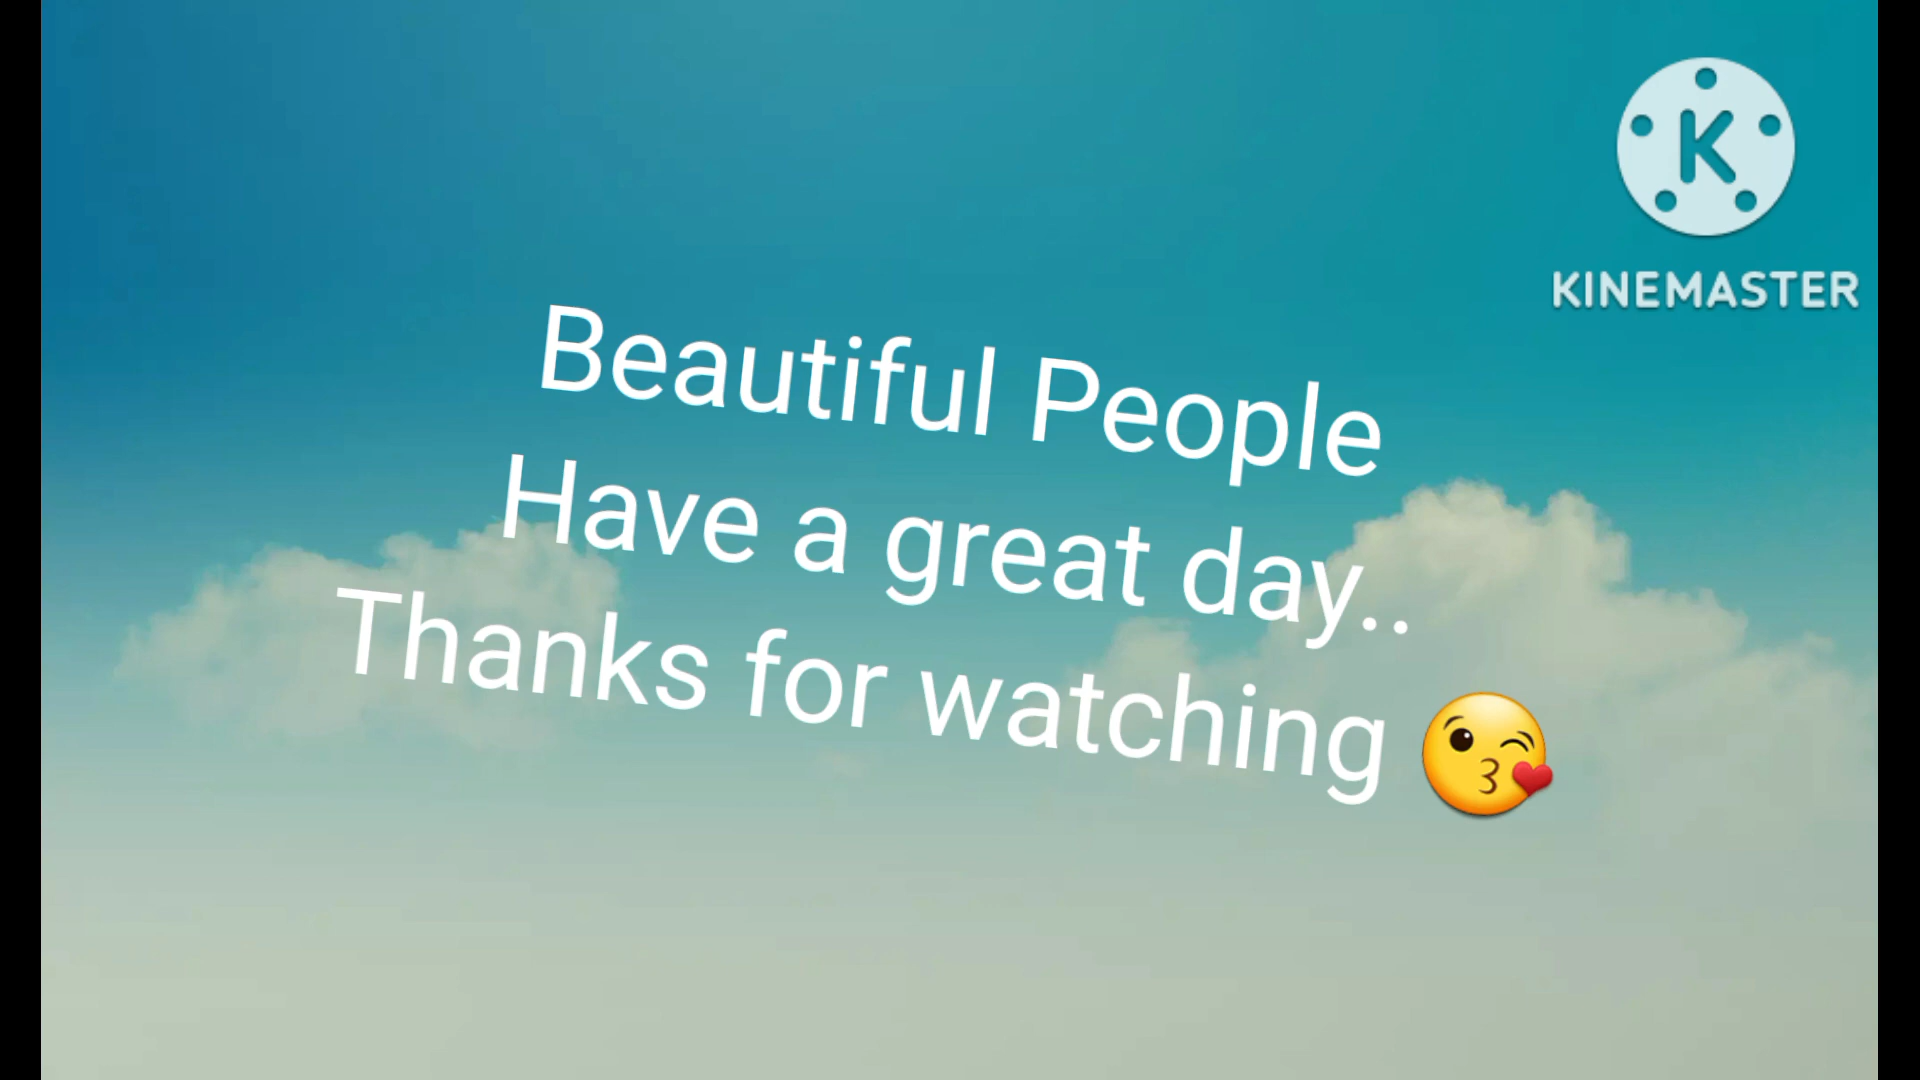 K
KINEMASTER
Beautiful People
Have a great day..
Thanks for watching 😘